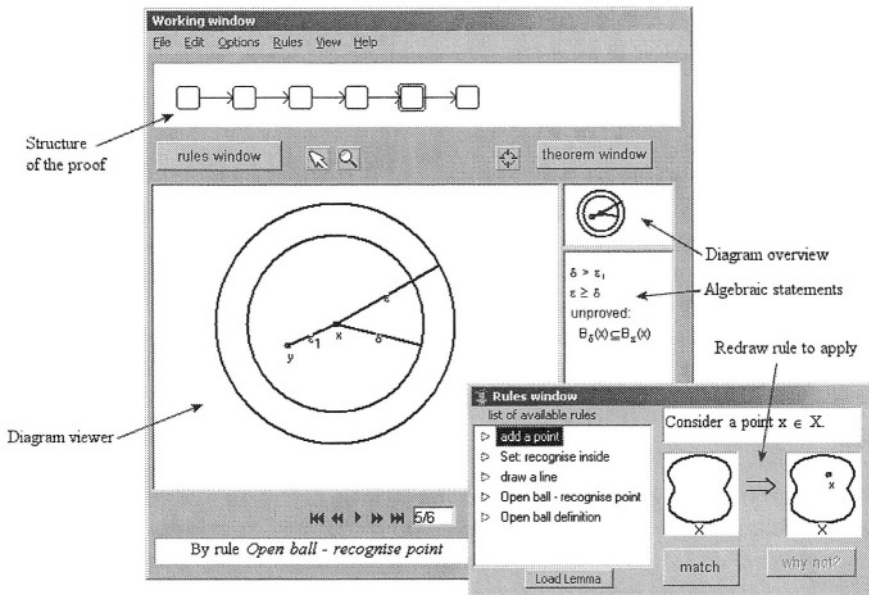 Working window
File Edit Options Rules View Help
Structure
of the proof
rules window
theorem window
ε
x
ε1
δ
y
Diagram overview
δ > ε₁
ε ≥ δ
unproved:
B_δ(x)⊆B_ε(x)
Algebraic statements
Redraw rule to apply
Diagram viewer
5/6
By rule Open ball - recognise point
Rules window
list of available rules
add a point
Set: recognise inside
draw a line
Open ball - recognise point
Open ball definition
Load Lemma
Consider a point x ∈ X.
X
x
X
match
why not?